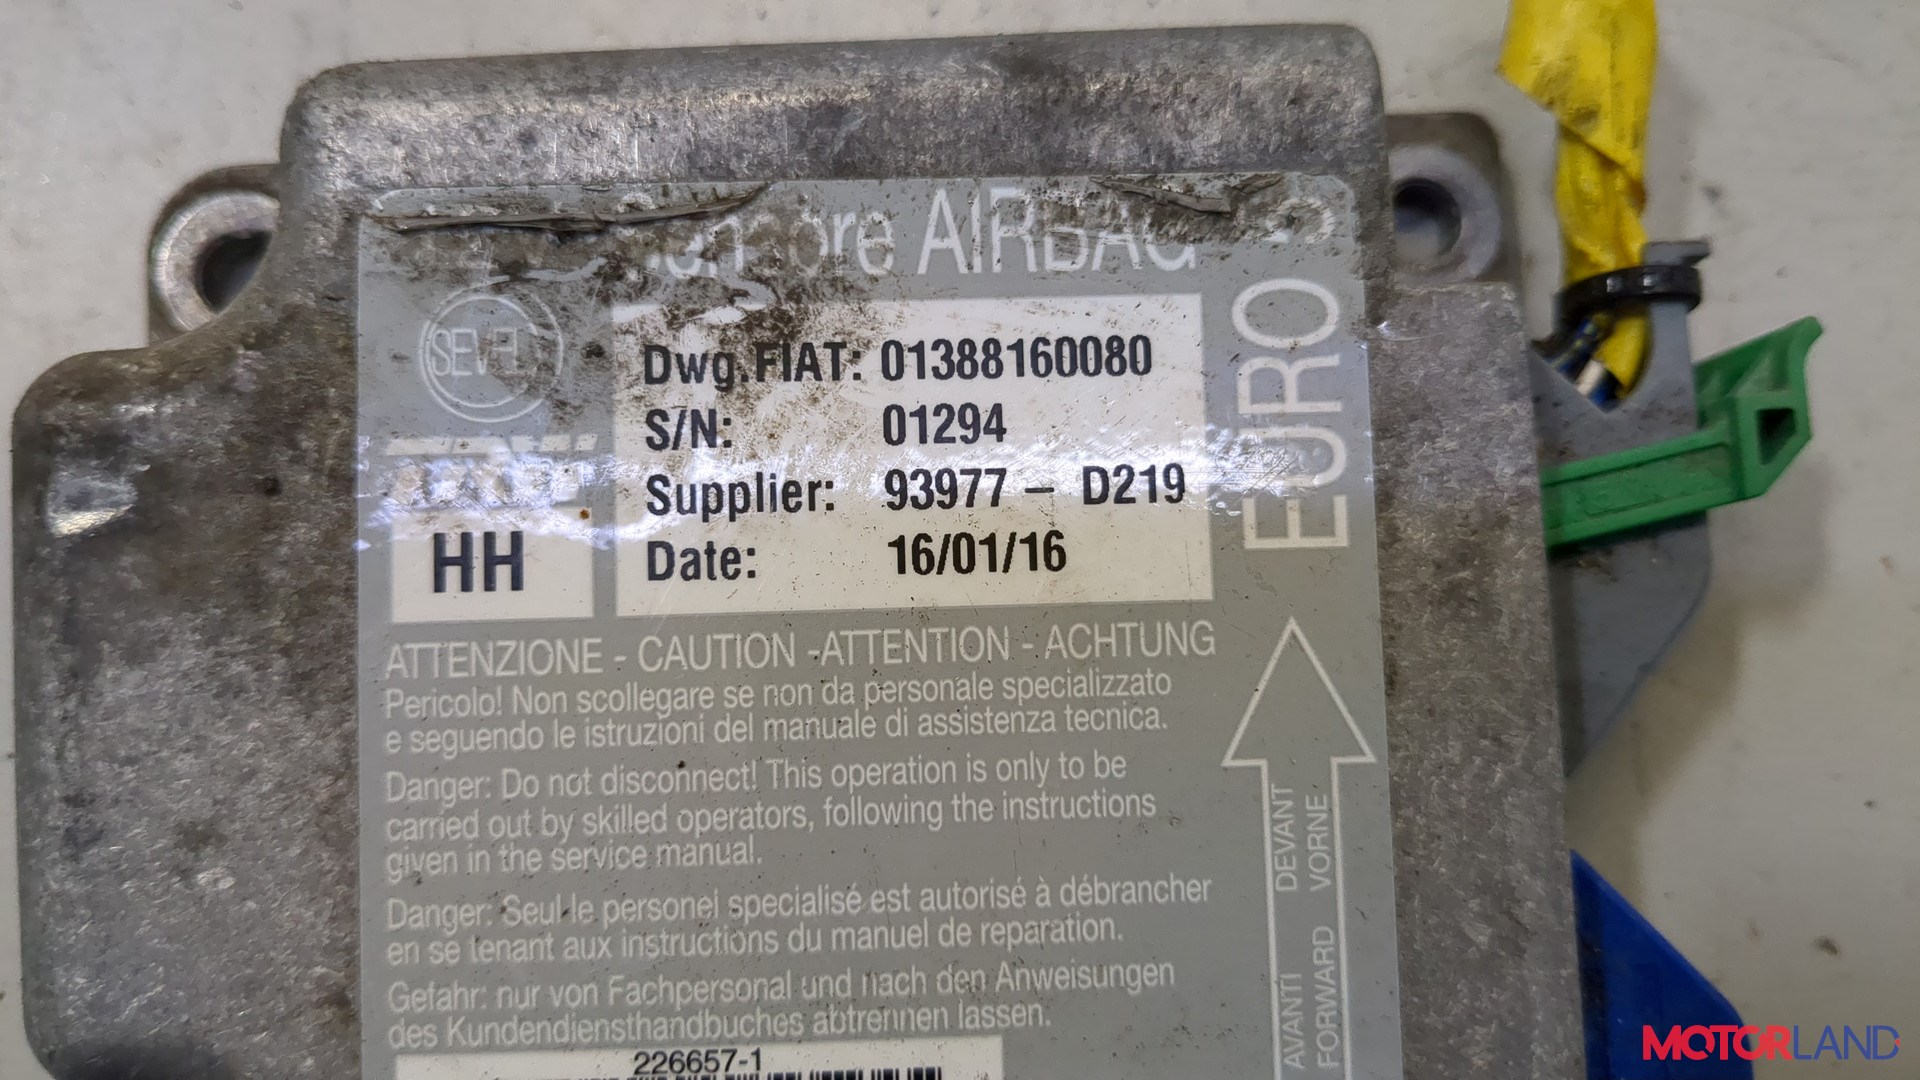 AIRBAG
EURO 5
Dwg.FIAT: 01388160080
S/N: 01294
Supplier: 93977 - D219
Date: 16/01/16
TRW
HH
ATTENZIONE - CAUTION -ATTENTION - ACHTUNG
Pericolo! Non scollegare se non da personale specializzato
e seguendo le istruzioni del manuale di assistenza tecnica.
Danger: Do not disconnect! This operation is only to be
carried out by skilled operators, following the instructions
given in the service manual.
Danger: Seul le personel specialisé est autorisé à débrancher
en se tenant aux instructions du manuel de reparation.
Gefahr: nur von Fachpersonal und nach den Anweisungen
des Kundendiensthandbuches abtrennen lassen.
226657-1
AVANTI DEVANT
FORWARD VORNE
MOTORLAND